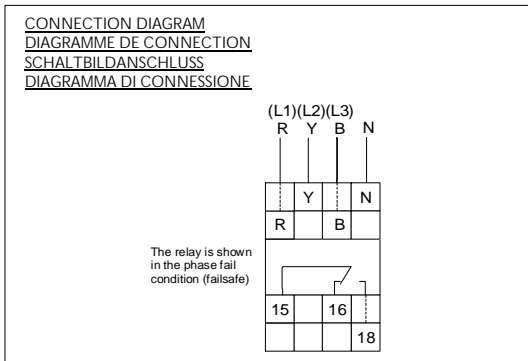 CONNECTION DIAGRAM
DIAGRAMME DE CONNECTION
SCHALTBILDANSCHLUSS
DIAGRAMMA DI CONNESSIONE
(L1)(L2)(L3)
R Y B N
Y N
R B
The relay is shown
in the phase fail
condition (failsafe)
15 16
18